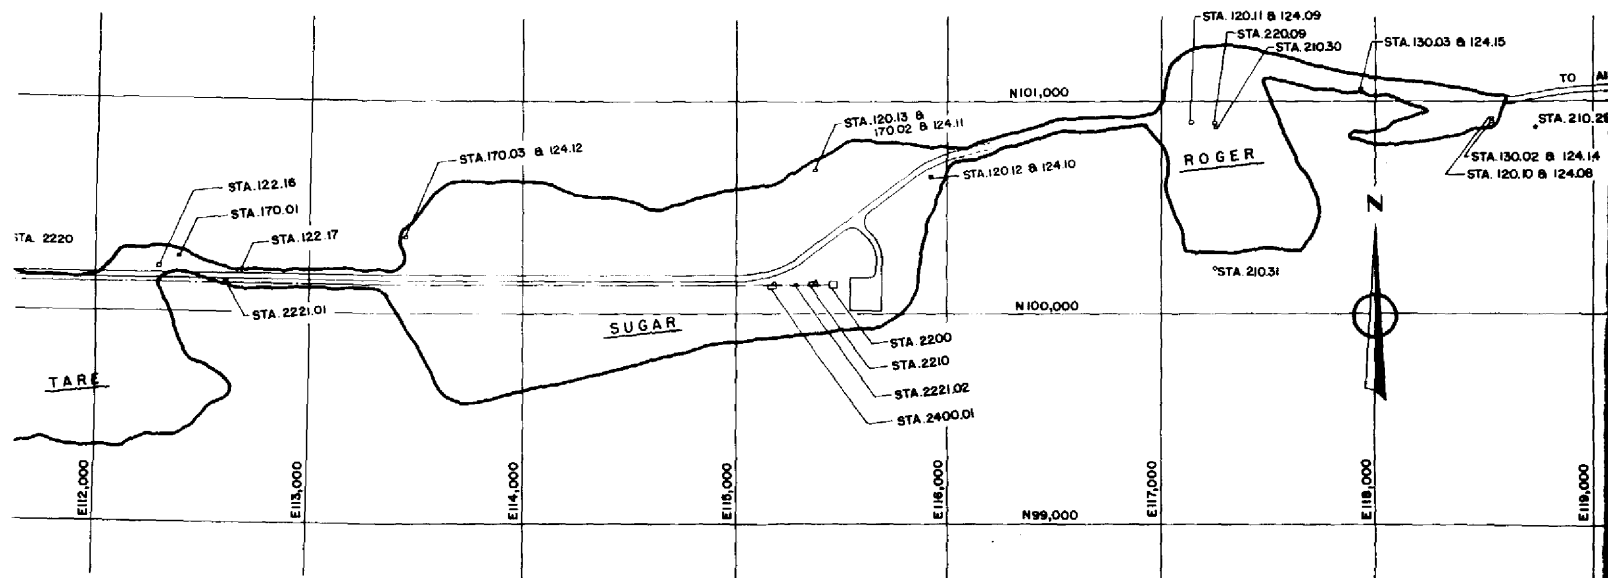 STA. 120.11 & 124.09
STA. 220.09
STA. 210.30
STA. 130.03 & 124.15
TO
N101,000
STA. 120.13 &
170.02 & 124.11
STA. 170.03 & 124.12
STA. 120.12 & 124.10
ROGER
STA. 130.02 & 124.14
STA. 120.10 & 124.08
STA. 122.16
STA. 170.01
STA. 2220
STA. 122.17
N
STA. 210.31
STA. 2221.01
SUGAR
N100,000
STA. 2200
STA. 2210
STA. 2221.02
STA. 2400.01
TARE
E112,000
E113,000
E114,000
E115,000
E116,000
E117,000
E118,000
E119,000
N99,000